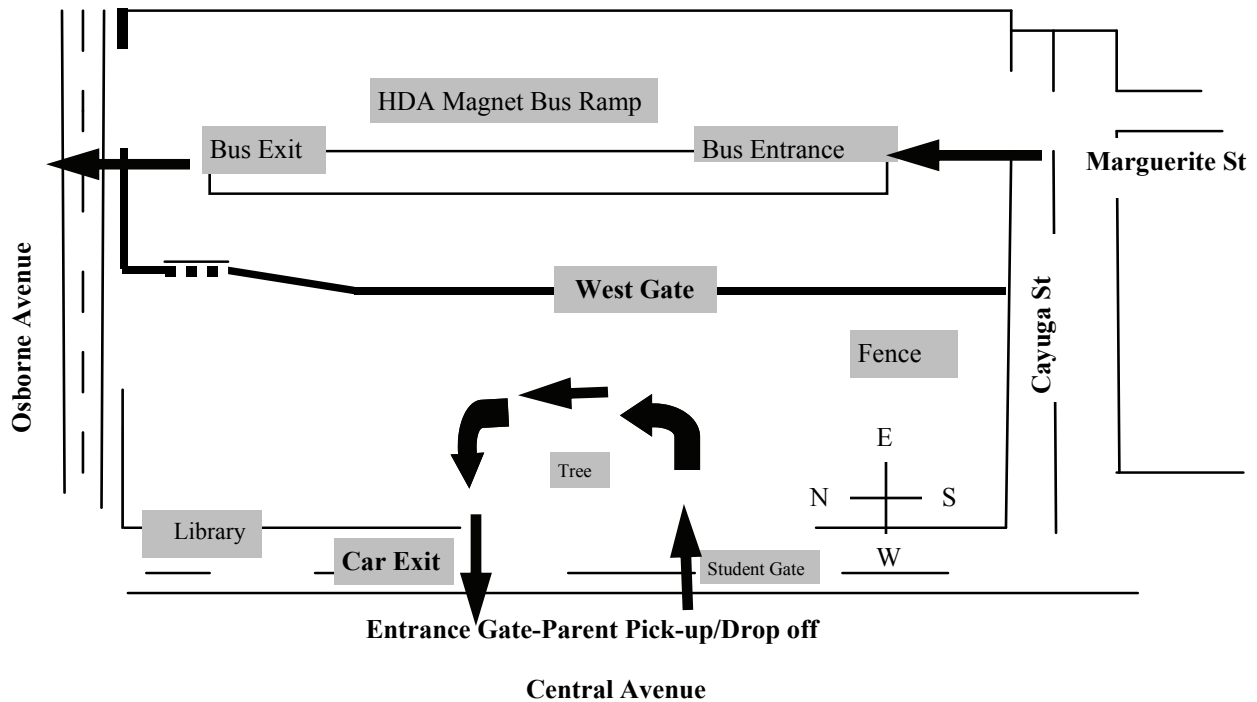 HDA Magnet Bus Ramp
Bus Exit
Bus Entrance
Marguerite St
Osborne Avenue
West Gate
Cayuga St
Fence
E
Tree
N
S
Library
W
Car Exit
Student Gate
Entrance Gate-Parent Pick-up/Drop off
Central Avenue